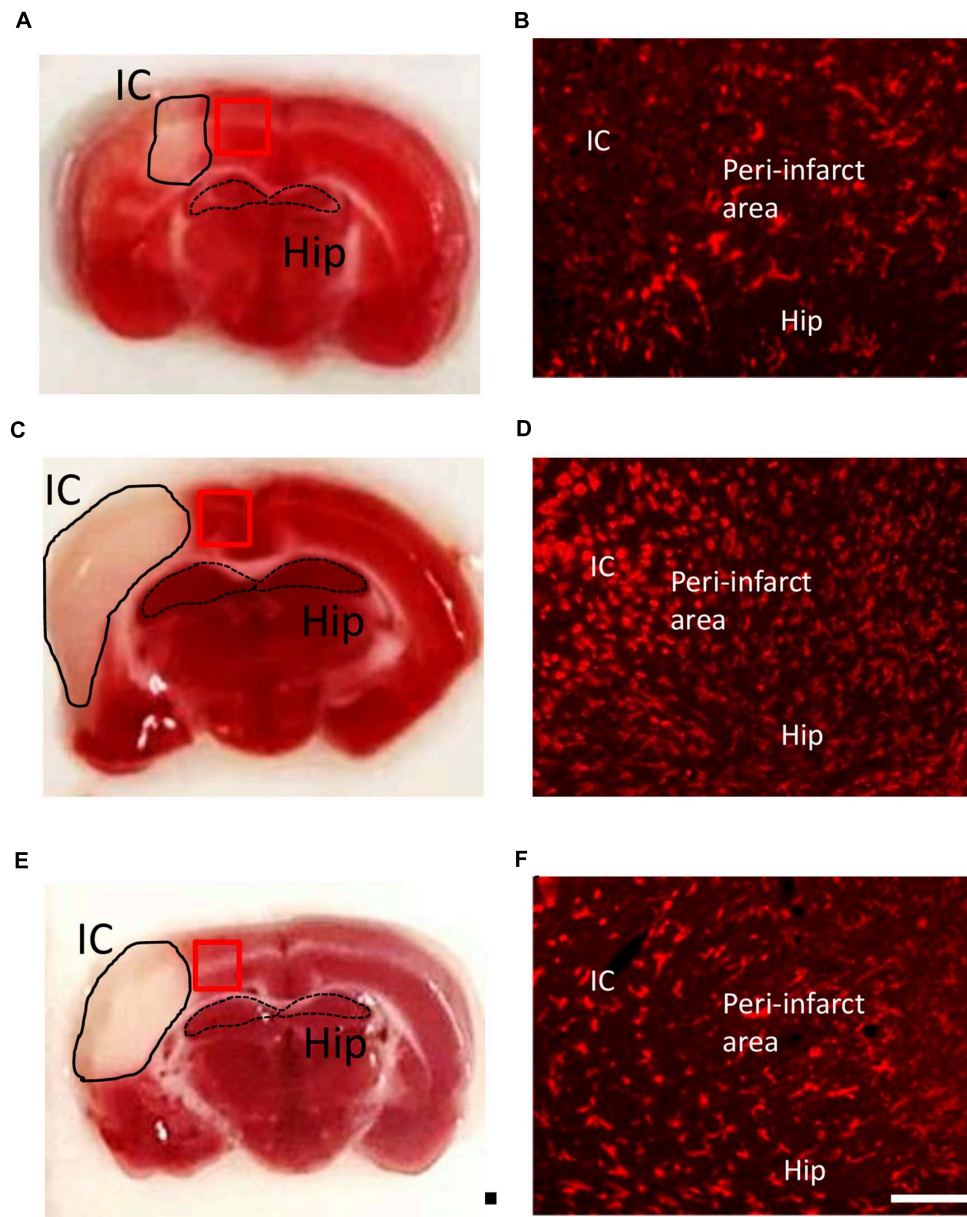 A
IC
Hip
B
IC
Peri-infarct
area
Hip
C
IC
Hip
D
IC
Peri-infarct
area
Hip
E
IC
Hip
F
IC
Peri-infarct
area
Hip